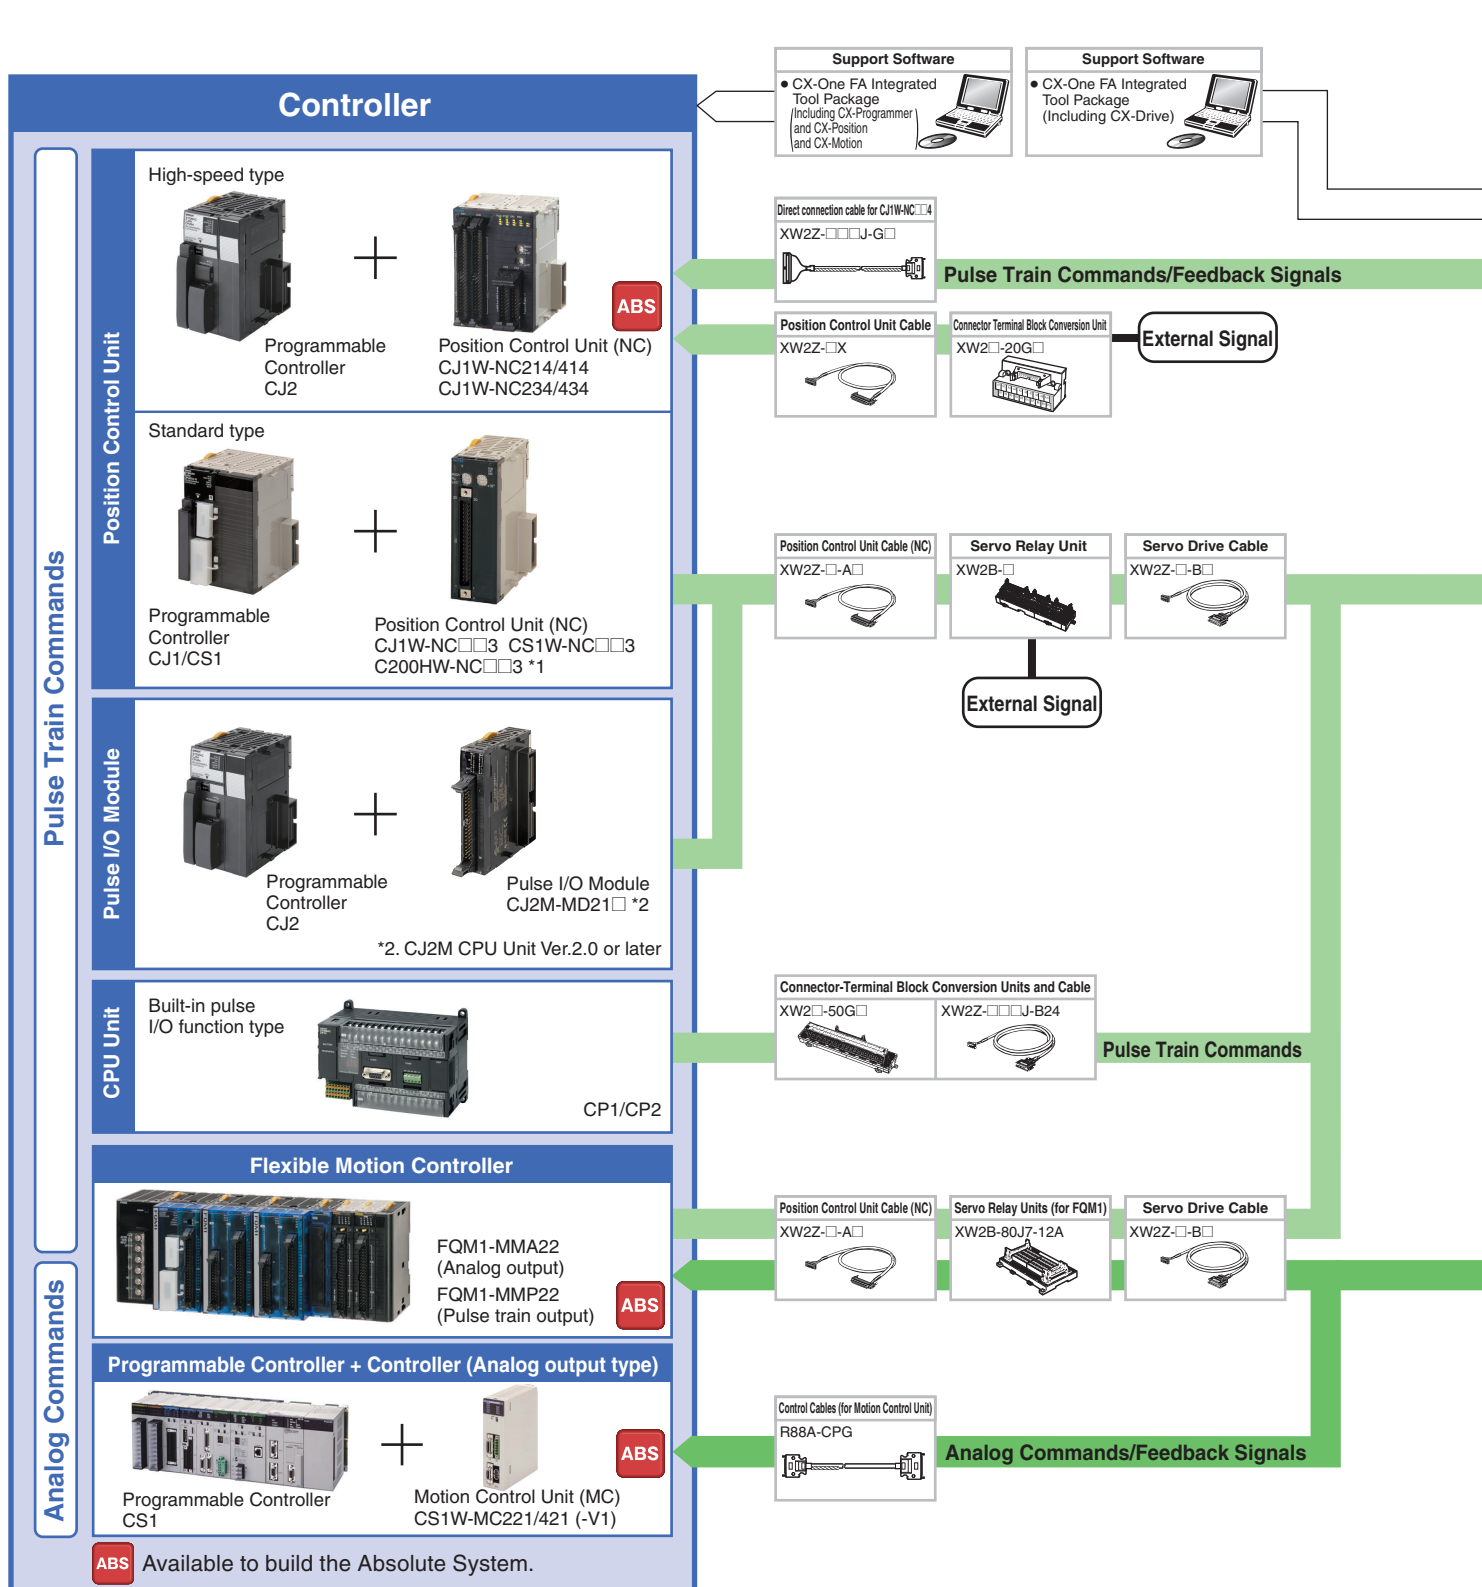 Controller
Support Software
● CX-One FA Integrated
Tool Package
(Including CX-Programmer
and CX-Position
and CX-Motion)
Support Software
● CX-One FA Integrated
Tool Package
(Including CX-Drive)
Pulse Train Commands
Analog Commands
Position Control Unit
High-speed type
Programmable
Controller
CJ2
ABS
Position Control Unit (NC)
CJ1W-NC214/414
CJ1W-NC234/434
Direct connection cable for CJ1W-NC□□4
XW2Z-□□□J-G□
Pulse Train Commands/Feedback Signals
Position Control Unit Cable
XW2Z-□X
Connector Terminal Block Conversion Unit
XW2□-20G□
External Signal
Standard type
Programmable
Controller
CJ1/CS1
Position Control Unit (NC)
CJ1W-NC□□3 CS1W-NC□□3
C200HW-NC□□3 *1
Position Control Unit Cable (NC)
XW2Z-□-A□
Servo Relay Unit
XW2B-□
Servo Drive Cable
XW2Z-□-B□
External Signal
Pulse I/O Module
Programmable
Controller
CJ2
Pulse I/O Module
CJ2M-MD21□ *2
*2. CJ2M CPU Unit Ver.2.0 or later
CPU Unit
Built-in pulse
I/O function type
CP1/CP2
Connector-Terminal Block Conversion Units and Cable
XW2□-50G□
XW2Z-□□□J-B24
Pulse Train Commands
Flexible Motion Controller
FQM1-MMA22
(Analog output)
FQM1-MMP22
(Pulse train output)
ABS
Position Control Unit Cable (NC)
XW2Z-□-A□
Servo Relay Units (for FQM1)
XW2B-80J7-12A
Servo Drive Cable
XW2Z-□-B□
Programmable Controller + Controller (Analog output type)
Programmable Controller
CS1
Motion Control Unit (MC)
CS1W-MC221/421 (-V1)
ABS
Control Cables (for Motion Control Unit)
R88A-CPG
Analog Commands/Feedback Signals
ABS Available to build the Absolute System.